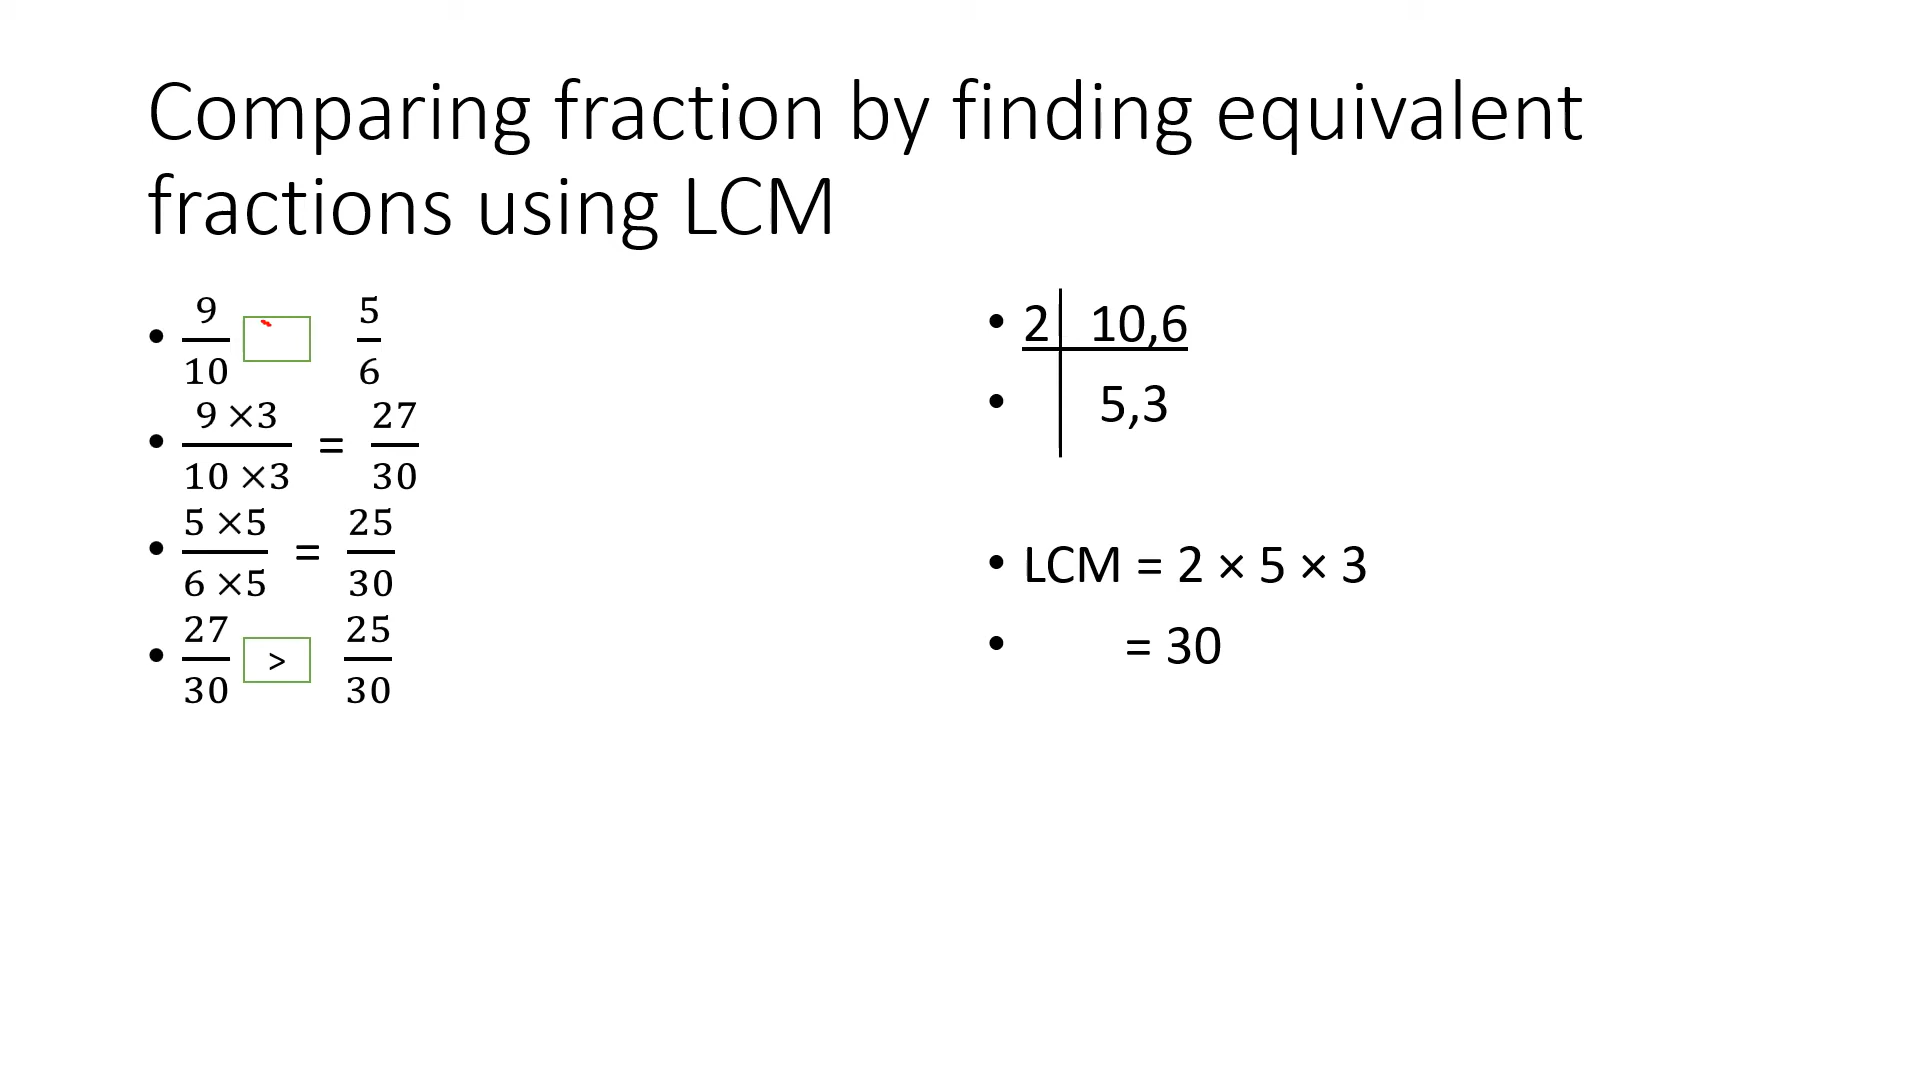 Comparing fraction by finding equivalent
fractions using LCM
• 9/10 5/6
• 9 ×3/10 ×3 = 27/30
• 5 ×5/6 ×5 = 25/30
• 27/30 > 25/30
• 2 | 10,6
• | 5,3
• LCM = 2 × 5 × 3
• = 30